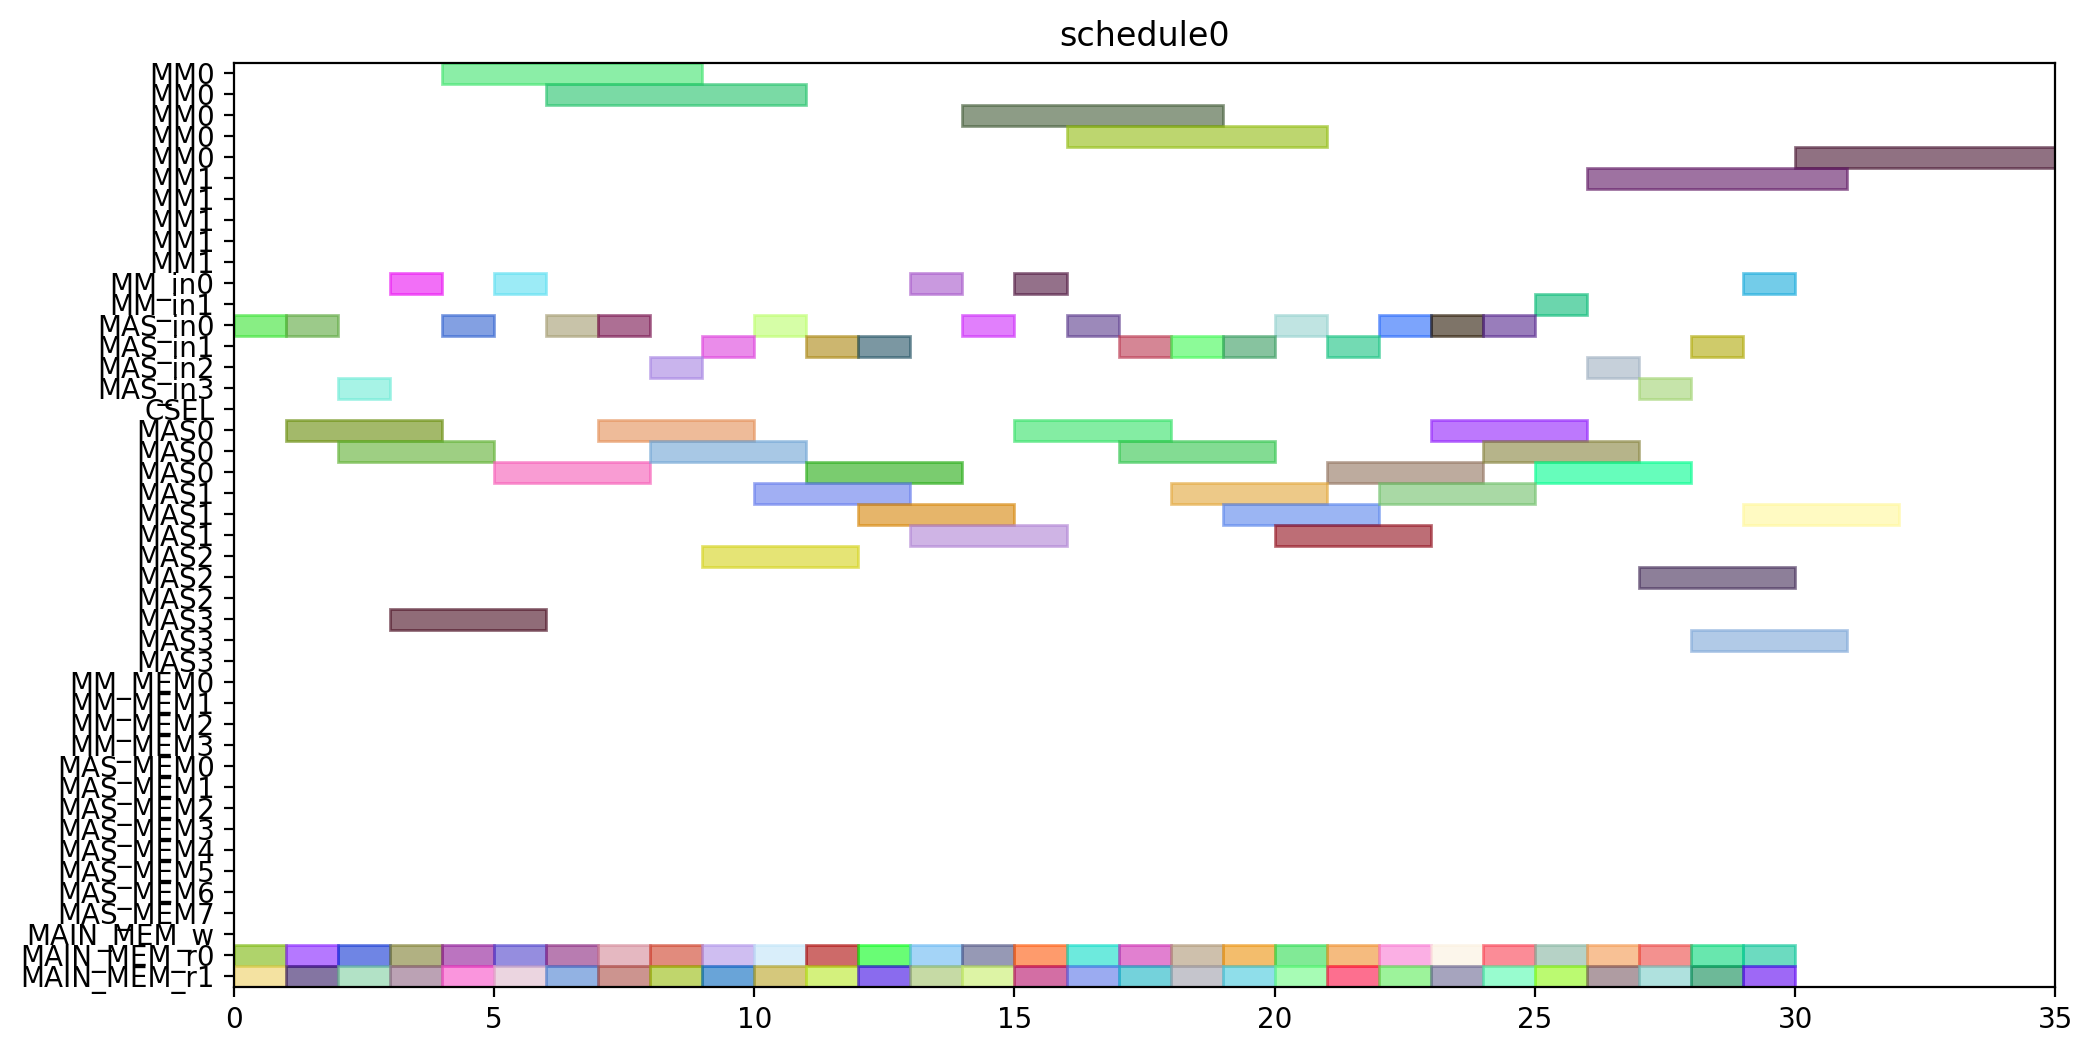 schedule0
MM0
MM0
MM0
MM0
MM0
MM1
MM1
MM1
MM1
MM1
MM_in0
MM_in1
MAS_in0
MAS_in1
MAS_in2
MAS_in3
CSEL
MAS0
MAS0
MAS0
MAS1
MAS1
MAS1
MAS2
MAS2
MAS2
MAS3
MAS3
MAS3
MM_MEM0
MM_MEM1
MM_MEM2
MM_MEM3
MAS_MEM0
MAS_MEM1
MAS_MEM2
MAS_MEM3
MAS_MEM4
MAS_MEM5
MAS_MEM6
MAS_MEM7
MAIN_MEM_w
MAIN_MEM_r0
MAIN_MEM_r1
0 5 10 15 20 25 30 35